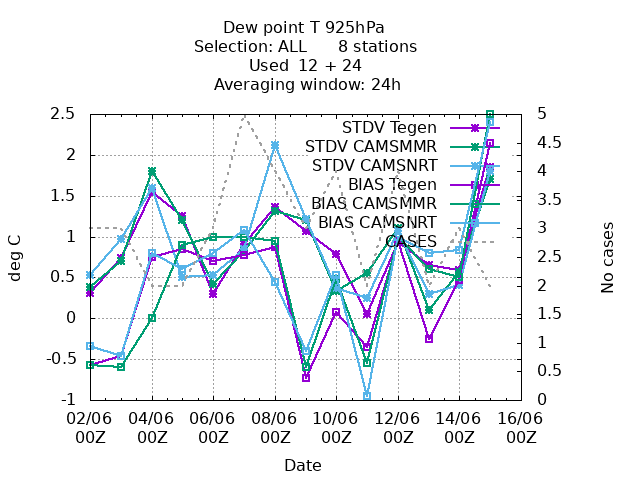 Dew point T 925hPa
Selection: ALL      8 stations
Used  12 + 24
Averaging window: 24h
2.5
2
1.5
1
0.5
0
-0.5
-1
deg C
5
4.5
4
3.5
3
2.5
2
1.5
1
0.5
0
No cases
STDV Tegen
STDV CAMSMMR
STDV CAMSNRT
BIAS Tegen
BIAS CAMSMMR
BIAS CAMSNRT
CASES
02/06 04/06 06/06 08/06 10/06 12/06 14/06 16/06
00Z 00Z 00Z 00Z 00Z 00Z 00Z 00Z
Date